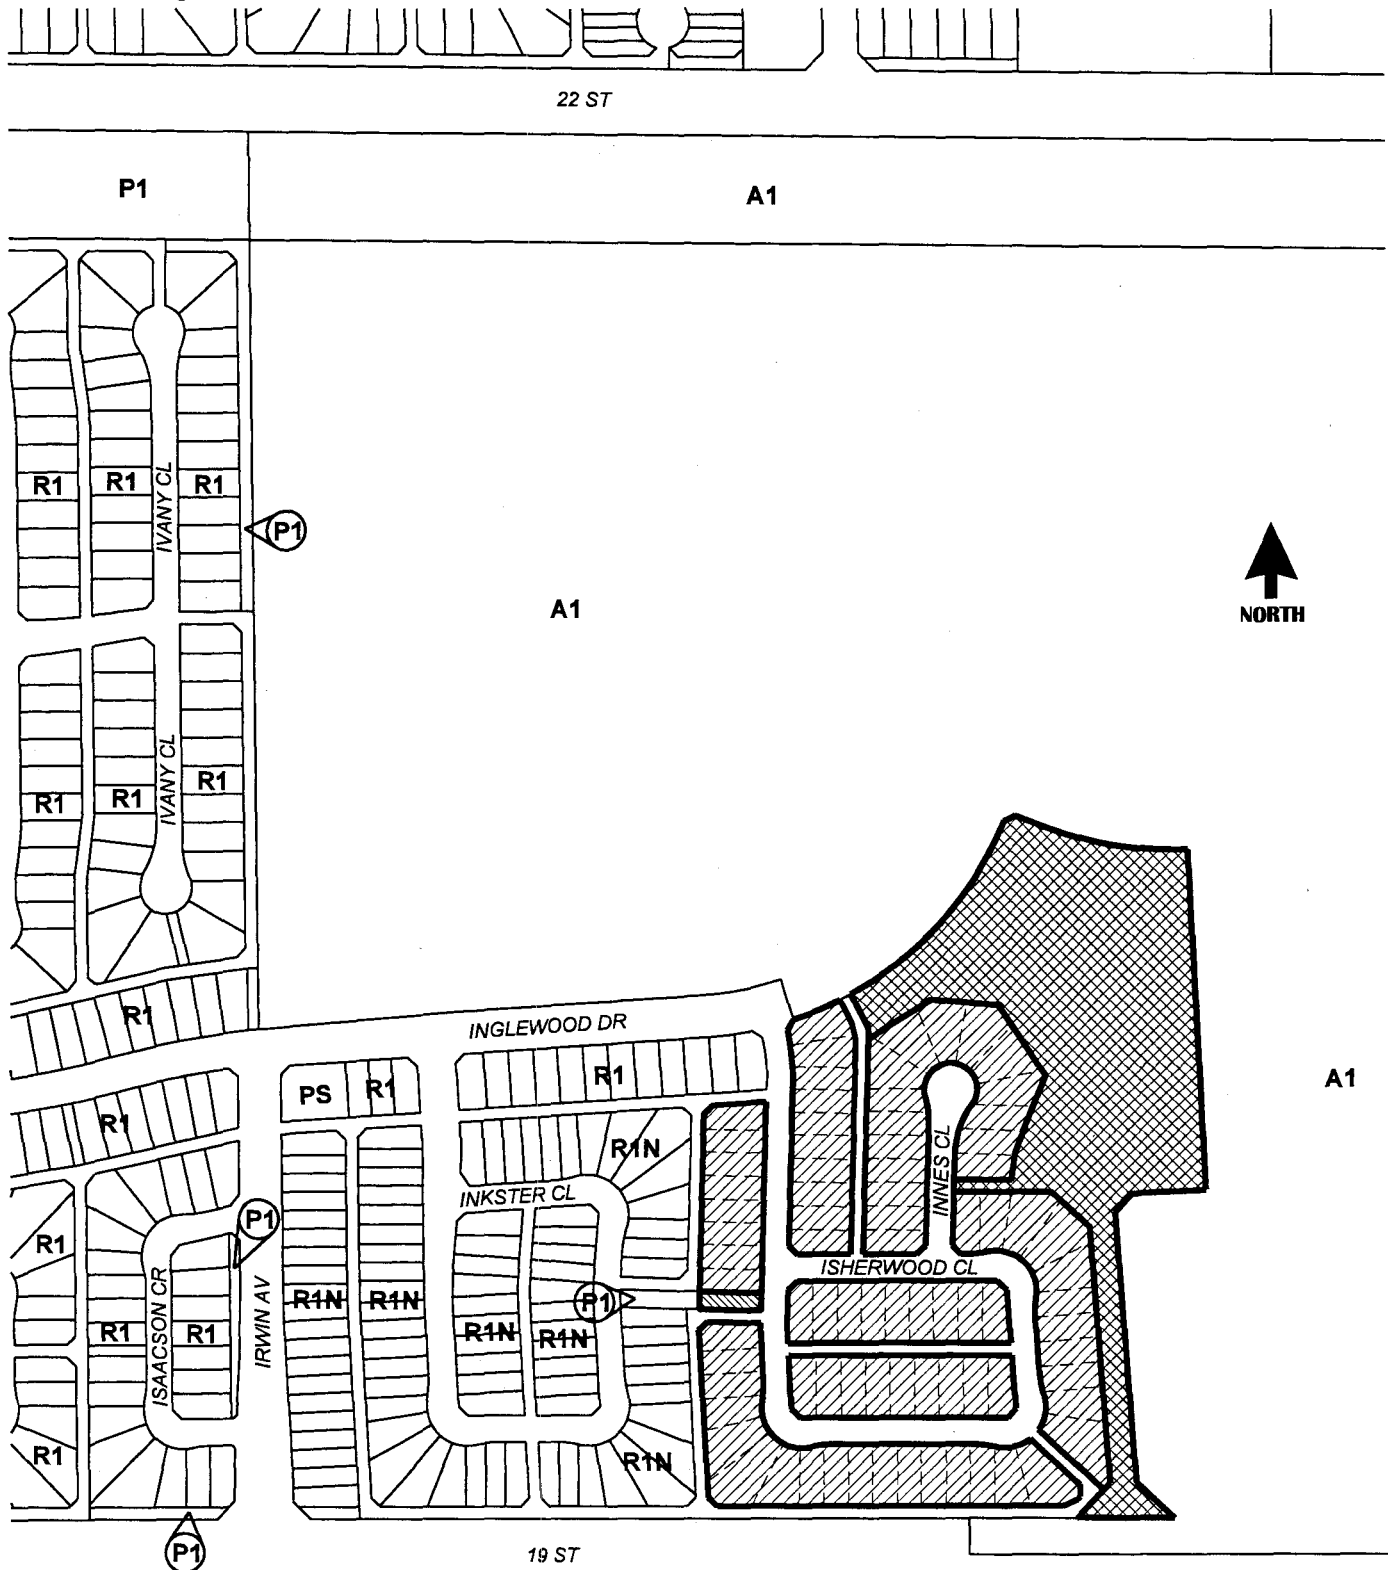 22 ST
P1
A1
R1
R1
IVANY CL
R1
P1
A1
NORTH
R1
R1
IVANY CL
R1
R1
INGLEWOOD DR
R1
PS
R1
R1
A1
R1N
INKSTER CL
INNES CL
P1
R1
ISHERWOOD CL
ISAACSON CR
R1
R1
IRWIN AV
R1N
R1N
R1N
R1N
P1
R1
R1N
P1
19 ST